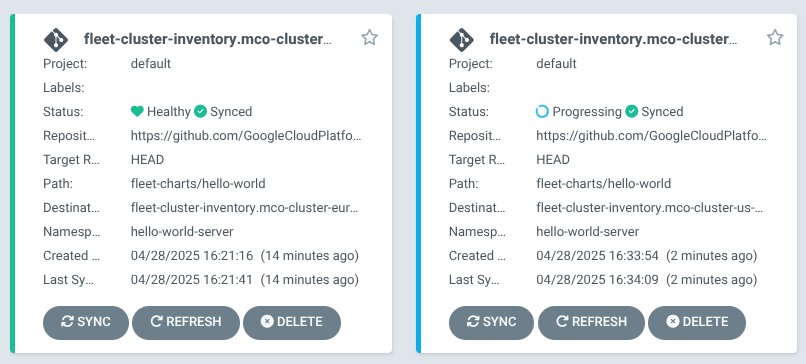 fleet-cluster-inventory.mco-cluster...
Project: default
Labels:
Status: Healthy Synced
Reposit... https://github.com/GoogleCloudPlatfo...
Target R... HEAD
Path: fleet-charts/hello-world
Destinat... fleet-cluster-inventory.mco-cluster-eur...
Namesp... hello-world-server
Created ... 04/28/2025 16:21:16 (14 minutes ago)
Last Sy... 04/28/2025 16:21:41 (14 minutes ago)
SYNC REFRESH DELETE
fleet-cluster-inventory.mco-cluster...
Project: default
Labels:
Status: Progressing Synced
Reposit... https://github.com/GoogleCloudPlatfo...
Target R... HEAD
Path: fleet-charts/hello-world
Destinat... fleet-cluster-inventory.mco-cluster-us-...
Namesp... hello-world-server
Created ... 04/28/2025 16:33:54 (2 minutes ago)
Last Sy... 04/28/2025 16:34:09 (2 minutes ago)
SYNC REFRESH DELETE